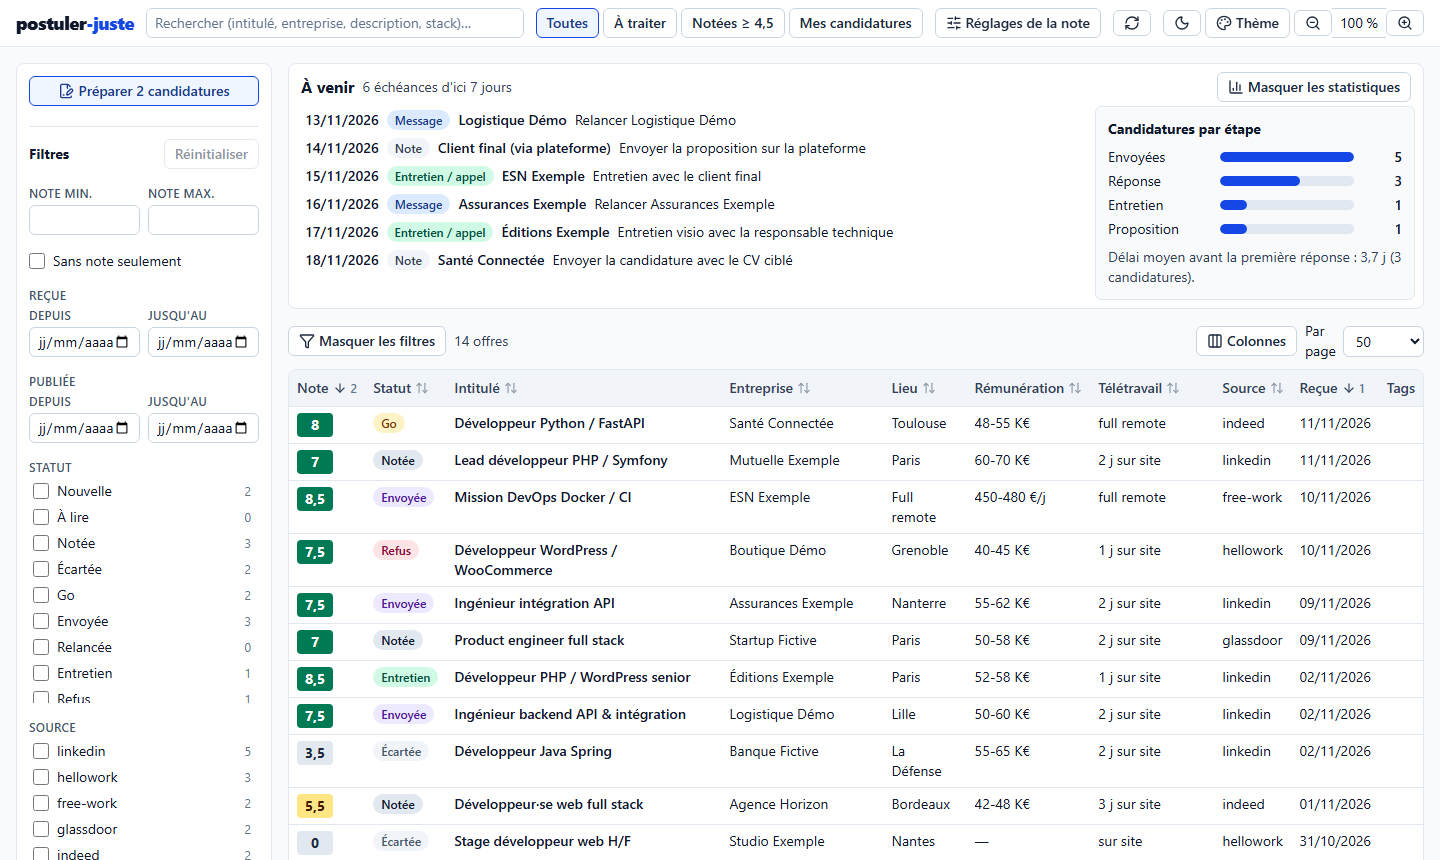 postuler-juste
Rechercher (intitulé, entreprise, description, stack)...
Toutes
À traiter
Notées ≥ 4,5
Mes candidatures
Réglages de la note
Thème
100 %
Préparer 2 candidatures
Filtres
Réinitialiser
NOTE MIN.
NOTE MAX.
Sans note seulement
REÇUE
DEPUIS
JUSQU'AU
jj/mm/aaaa
jj/mm/aaaa
PUBLIÉE
DEPUIS
JUSQU'AU
jj/mm/aaaa
jj/mm/aaaa
STATUT
Nouvelle 2
À lire 0
Notée 3
Écartée 2
Go 2
Envoyée 3
Relancée 0
Entretien 1
Refus 1
SOURCE
linkedin 5
hellowork 3
free-work 2
glassdoor 2
indeed 2
À venir 6 échéances d'ici 7 jours
Masquer les statistiques
13/11/2026 Message Logistique Démo Relancer Logistique Démo
14/11/2026 Note Client final (via plateforme) Envoyer la proposition sur la plateforme
15/11/2026 Entretien / appel ESN Exemple Entretien avec le client final
16/11/2026 Message Assurances Exemple Relancer Assurances Exemple
17/11/2026 Entretien / appel Éditions Exemple Entretien visio avec la responsable technique
18/11/2026 Note Santé Connectée Envoyer la candidature avec le CV ciblé
Candidatures par étape
Envoyées 5
Réponse 3
Entretien 1
Proposition 1
Délai moyen avant la première réponse : 3,7 j (3
candidatures).
Masquer les filtres
14 offres
Colonnes
Par
page
50
Note 2 Statut Intitulé Entreprise Lieu Rémunération Télétravail Source Reçue 1 Tags
8 Go Développeur Python / FastAPI Santé Connectée Toulouse 48-55 K€ full remote indeed 11/11/2026
7 Notée Lead développeur PHP / Symfony Mutuelle Exemple Paris 60-70 K€ 2 j sur site linkedin 11/11/2026
8,5 Envoyée Mission DevOps Docker / CI ESN Exemple Full 450-480 €/j full remote free-work 10/11/2026
remote
7,5 Refus Développeur WordPress / Boutique Démo Grenoble 40-45 K€ 1 j sur site hellowork 10/11/2026
WooCommerce
7,5 Envoyée Ingénieur intégration API Assurances Exemple Nanterre 55-62 K€ 2 j sur site linkedin 09/11/2026
7 Notée Product engineer full stack Startup Fictive Paris 50-58 K€ 2 j sur site glassdoor 09/11/2026
8,5 Entretien Développeur PHP / WordPress senior Éditions Exemple Paris 52-58 K€ 1 j sur site linkedin 02/11/2026
7,5 Envoyée Ingénieur backend API & intégration Logistique Démo Lille 50-60 K€ 2 j sur site linkedin 02/11/2026
3,5 Écartée Développeur Java Spring Banque Fictive La 55-65 K€ 2 j sur site linkedin 02/11/2026
Défense
5,5 Notée Développeur·se web full stack Agence Horizon Bordeaux 42-48 K€ 3 j sur site indeed 01/11/2026
0 Écartée Stage développeur web H/F Studio Exemple Nantes — sur site hellowork 31/10/2026